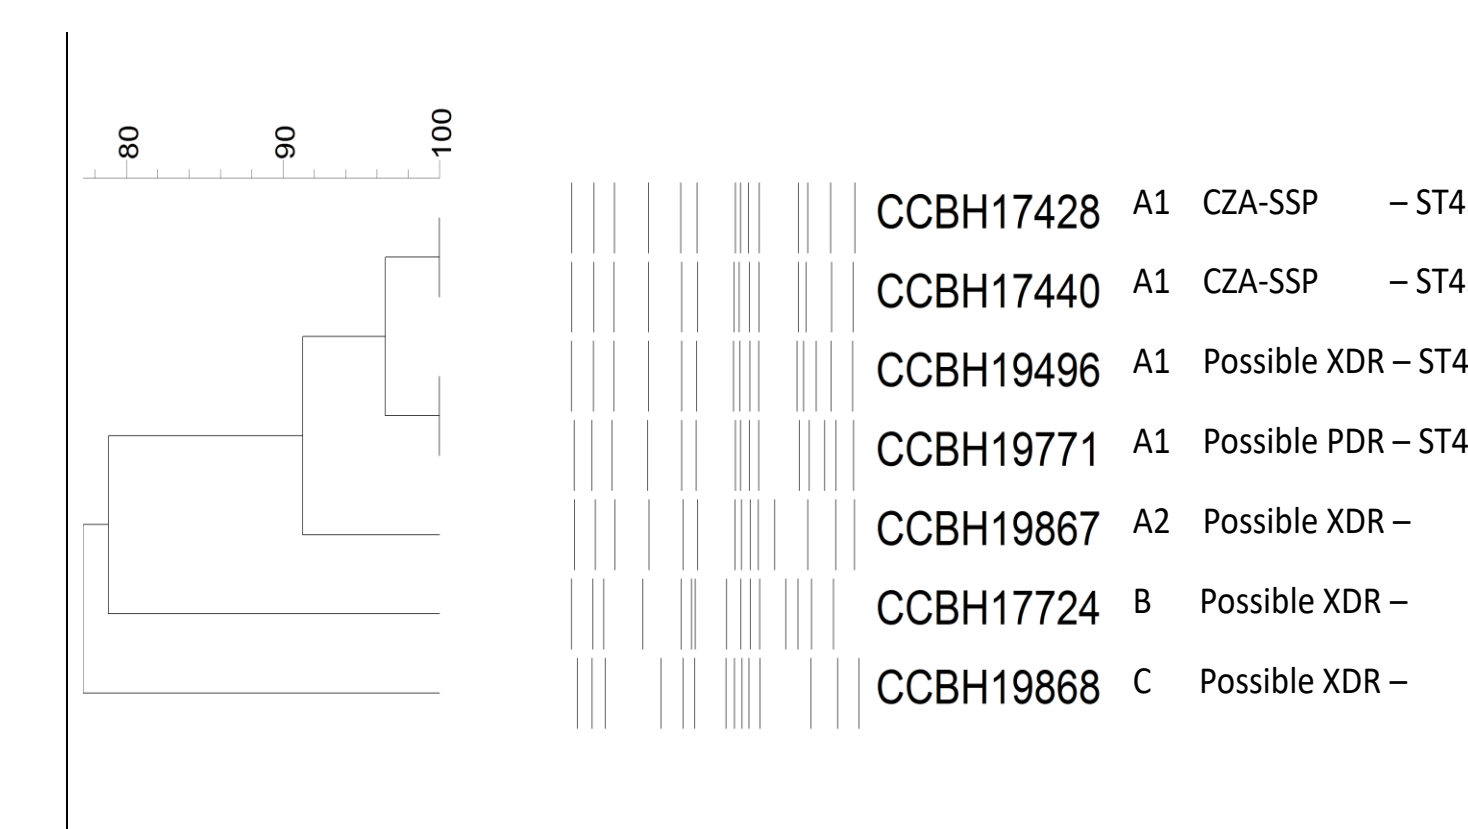 80 90 100
CCBH17428 A1 CZA-SSP – ST4
CCBH17440 A1 CZA-SSP – ST4
CCBH19496 A1 Possible XDR – ST4
CCBH19771 A1 Possible PDR – ST4
CCBH19867 A2 Possible XDR –
CCBH17724 B Possible XDR –
CCBH19868 C Possible XDR –